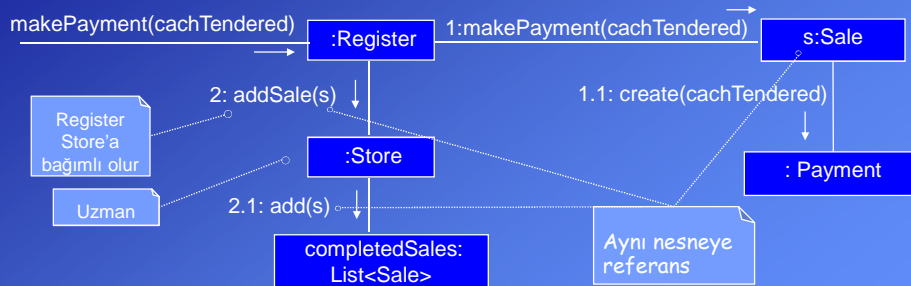 makePayment(cachTendered)
:Register
1:makePayment(cachTendered)
s:Sale
2: addSale(s)
1.1: create(cachTendered)
Register
Store'a
bağımlı olur
:Store
: Payment
Uzman
2.1: add(s)
completedSales:
List<Sale>
Aynı nesneye
referans